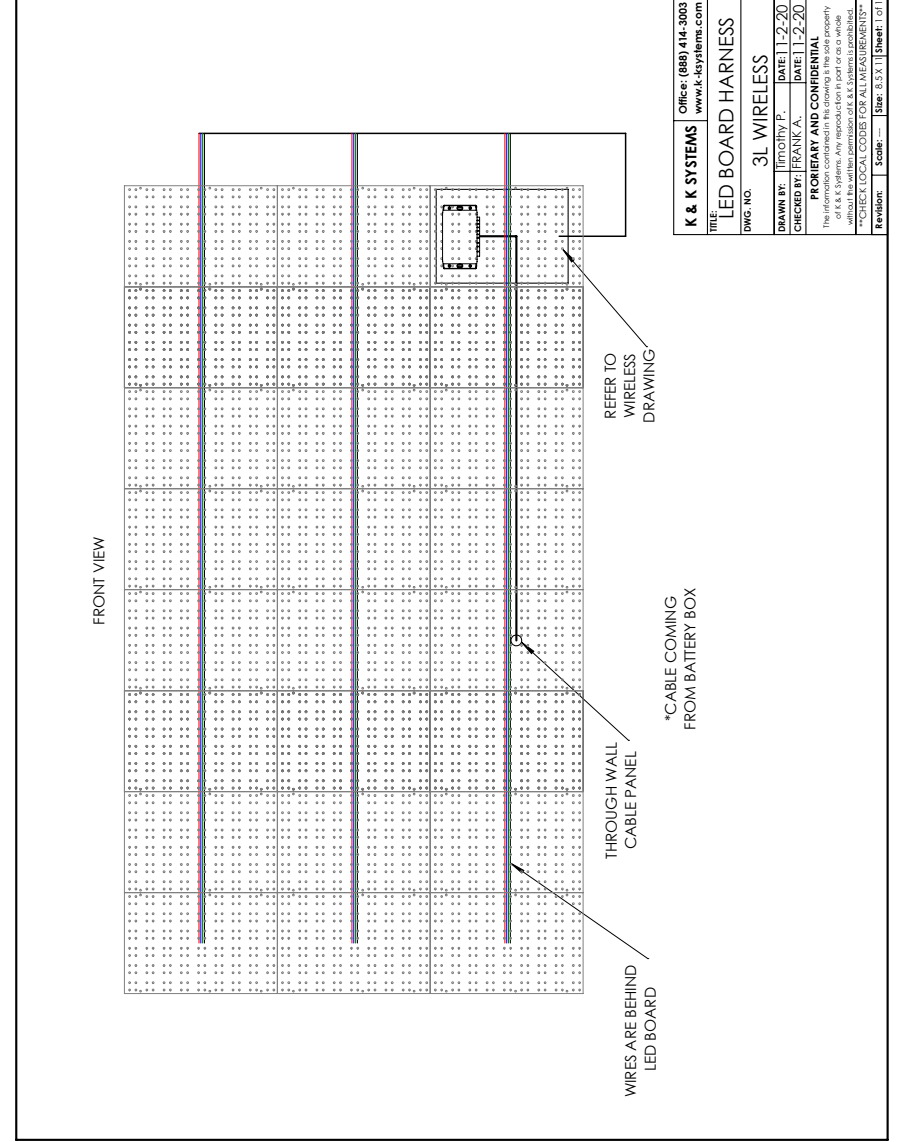 FRONT VIEW
WIRES ARE BEHIND
LED BOARD
THROUGH WALL
CABLE PANEL
*CABLE COMING
FROM BATTERY BOX
REFER TO
WIRELESS
DRAWING
K & K SYSTEMS Office: (888) 414-3003
www.k-ksystems.com
TITLE:
LED BOARD HARNESS
DWG. NO.
3L WIRELESS
DRAWN BY: Timothy P. DATE: 11-2-20
CHECKED BY: FRANK A. DATE: 11-2-20
PROPRIETARY AND CONFIDENTIAL
The information contained in this drawing is the sole property
of K & K Systems. Any reproduction in part or as a whole
without the written permission of K & K Systems is prohibited.
**CHECK LOCAL CODES FOR ALL MEASUREMENTS**
Revision: Scale: --- Size: 8.5 X 11 Sheet: 1 of 1